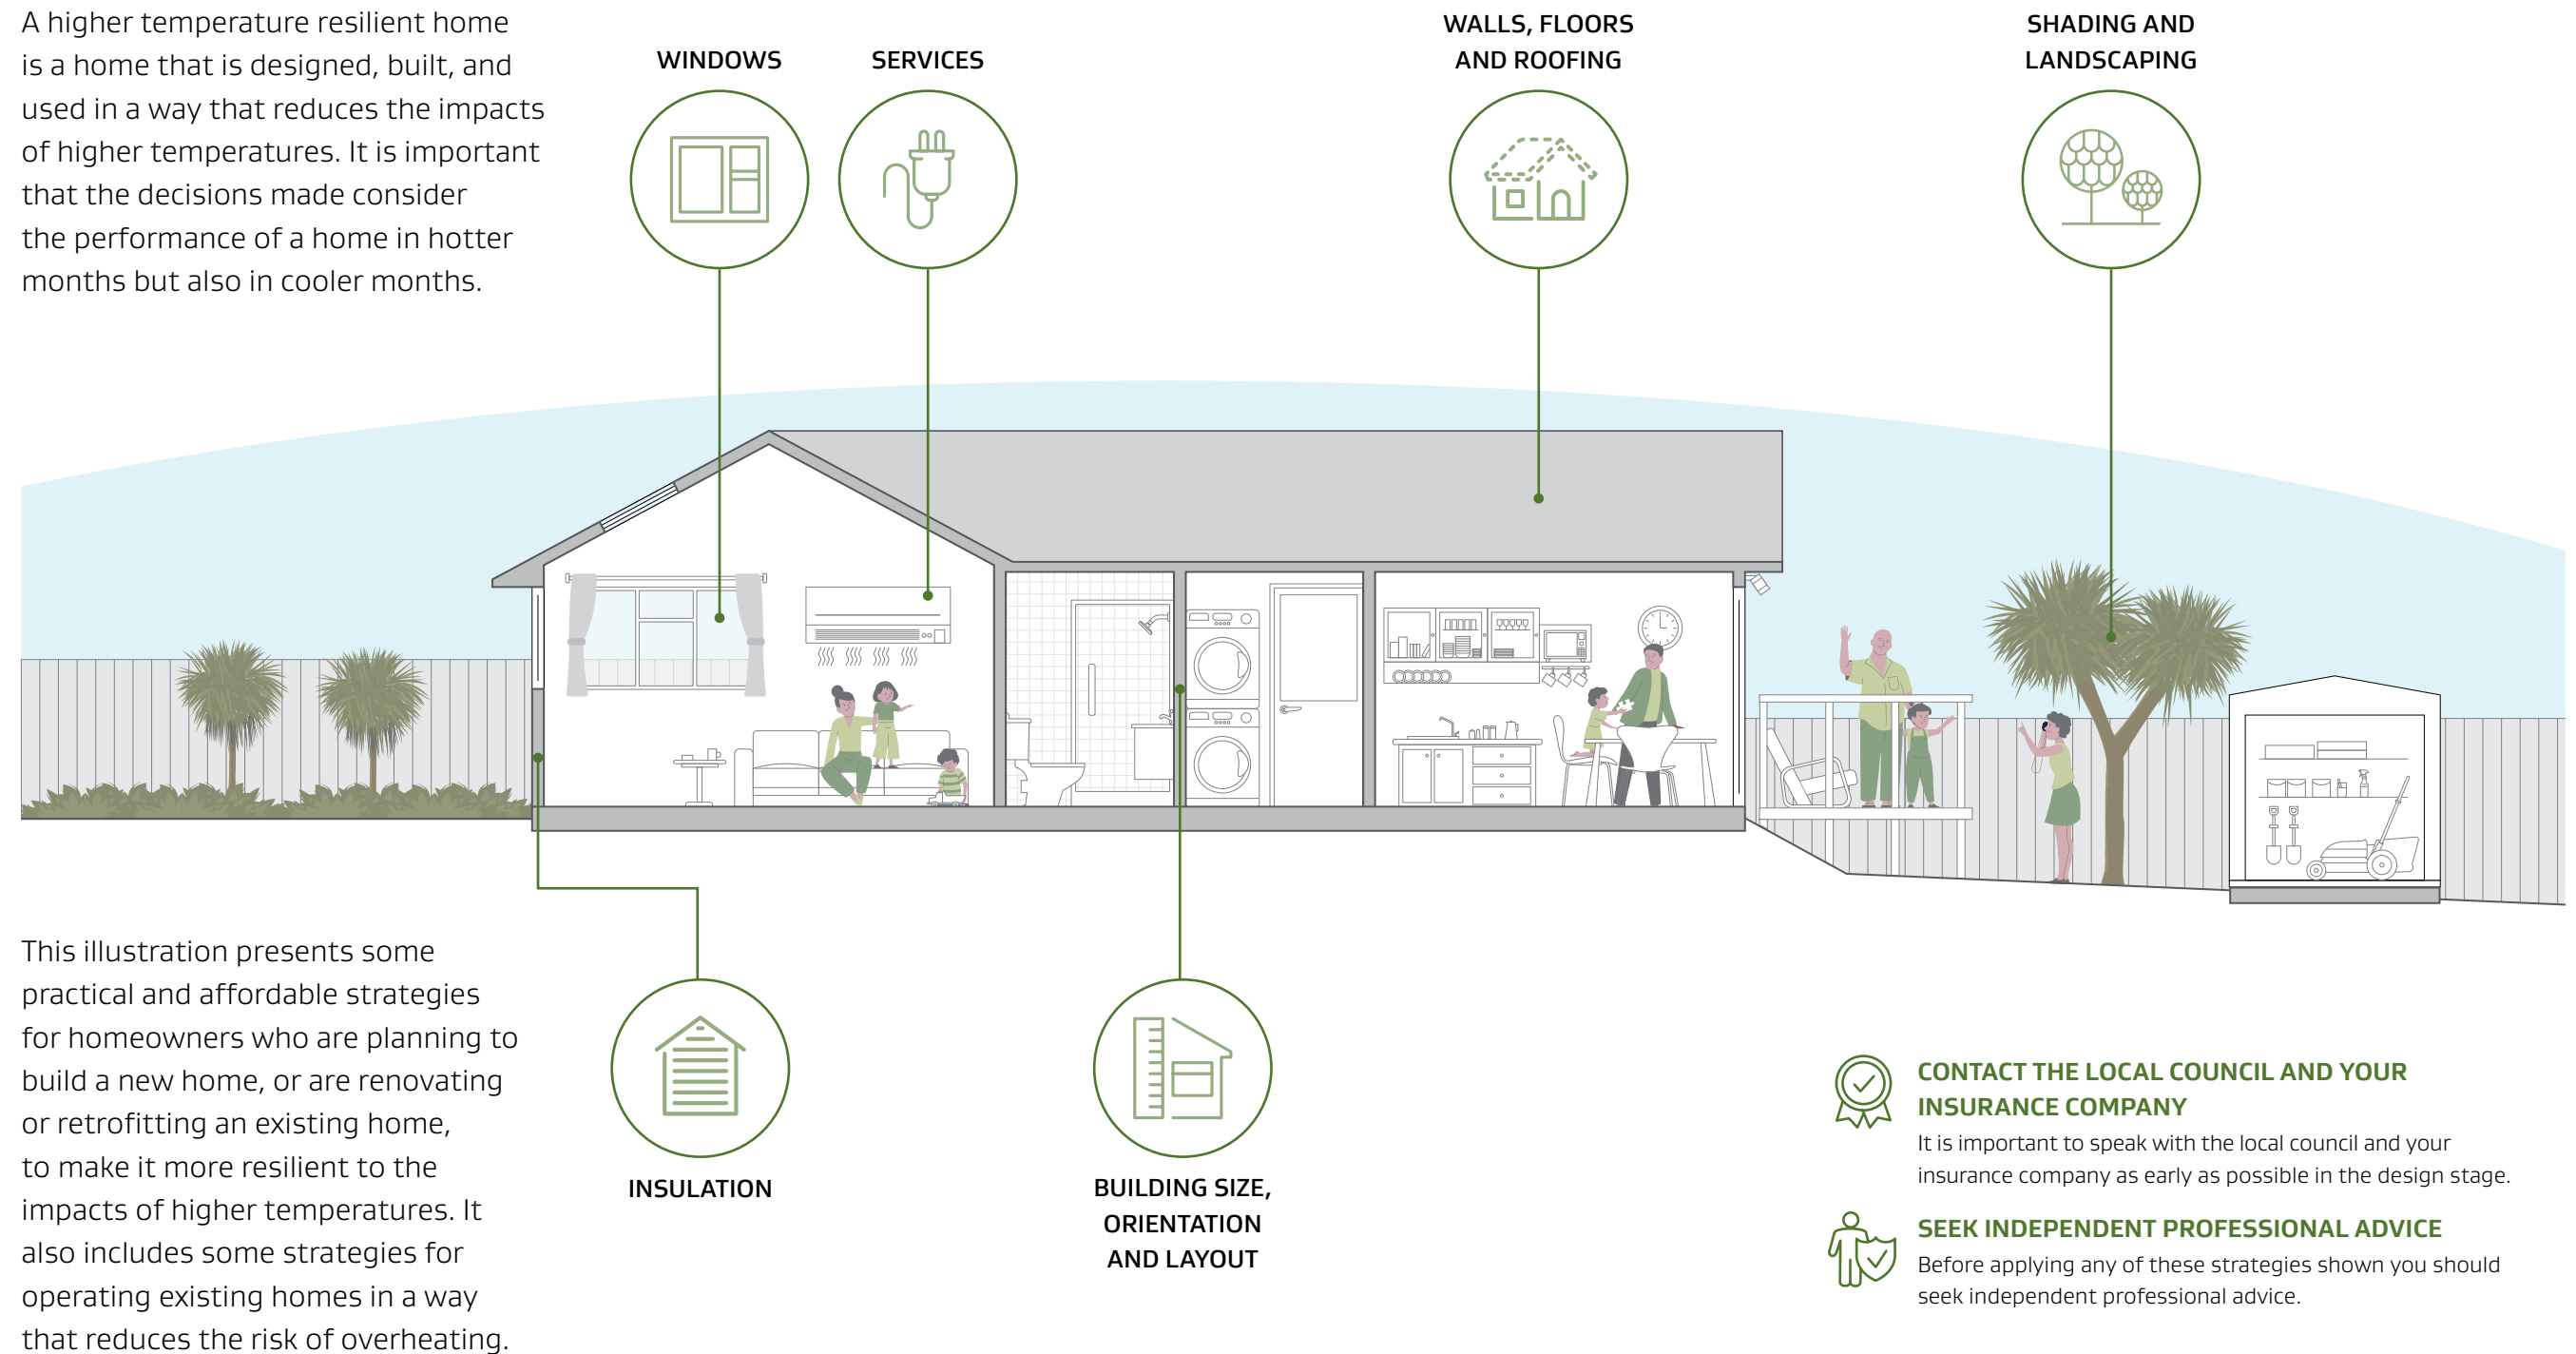 A higher temperature resilient home
is a home that is designed, built, and
used in a way that reduces the impacts
of higher temperatures. It is important
that the decisions made consider
the performance of a home in hotter
months but also in cooler months.
WINDOWS
SERVICES
WALLS, FLOORS
AND ROOFING
SHADING AND
LANDSCAPING
This illustration presents some
practical and affordable strategies
for homeowners who are planning to
build a new home, or are renovating
or retrofitting an existing home,
to make it more resilient to the
impacts of higher temperatures. It
also includes some strategies for
operating existing homes in a way
that reduces the risk of overheating.
INSULATION
BUILDING SIZE,
ORIENTATION
AND LAYOUT
CONTACT THE LOCAL COUNCIL AND YOUR
INSURANCE COMPANY
It is important to speak with the local council and your
insurance company as early as possible in the design stage.
SEEK INDEPENDENT PROFESSIONAL ADVICE
Before applying any of these strategies shown you should
seek independent professional advice.